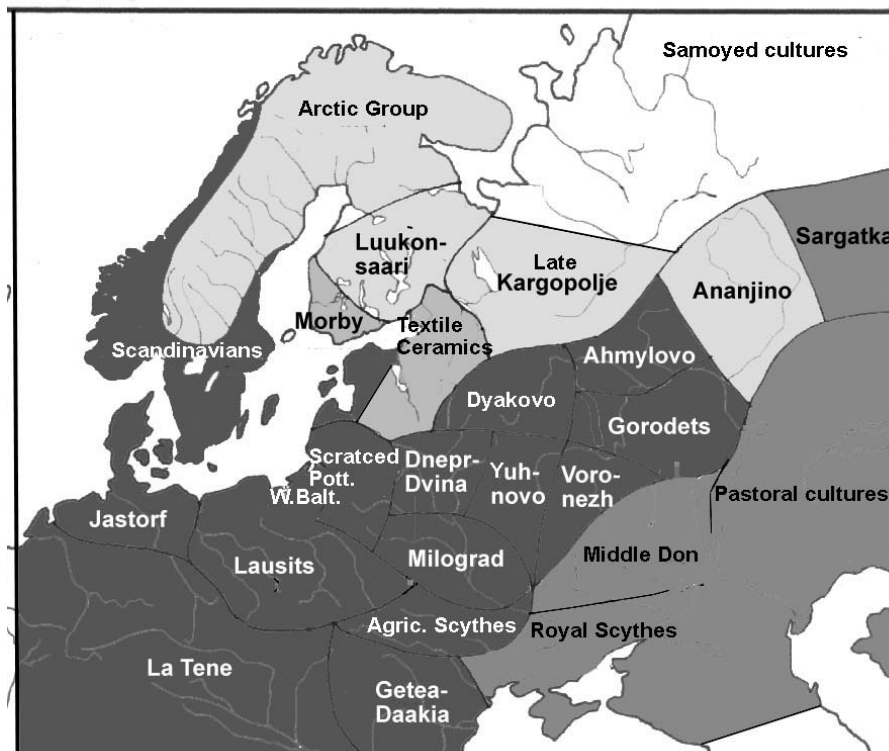 Samoyed cultures
Arctic Group
Sargatka
Luukon-
saari
Late
Kargopolje
Ananjino
Morby
Textile
Ceramics
Scandinavians
Ahmylovo
Dyakovo
Gorodets
Scratced
Pott.
W.Balt.
Dnepr-
Dvina
Yuh-
novo
Voro-
nezh
Pastoral cultures
Jastorf
Lausits
Milograd
Middle Don
Agric. Scythes
Royal Scythes
La Tene
Getea-
Daakia